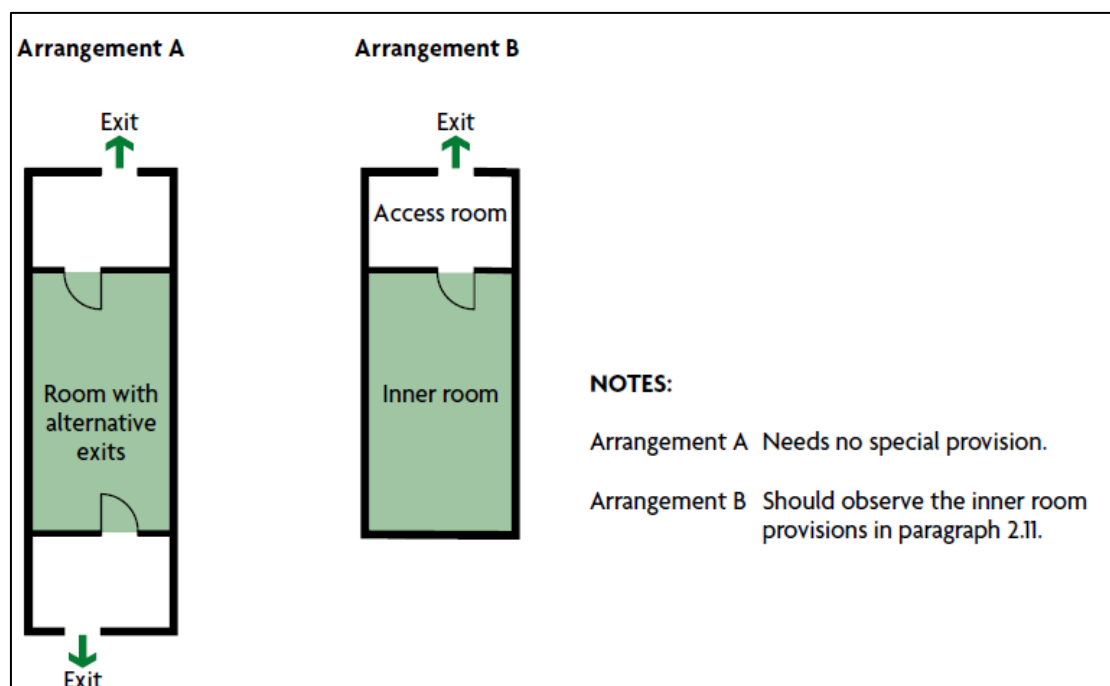 Arrangement A
Arrangement B
Exit
Exit
Access room
Room with
alternative
exits
Inner room
NOTES:
Arrangement A Needs no special provision.
Arrangement B Should observe the inner room
provisions in paragraph 2.11.
Exit